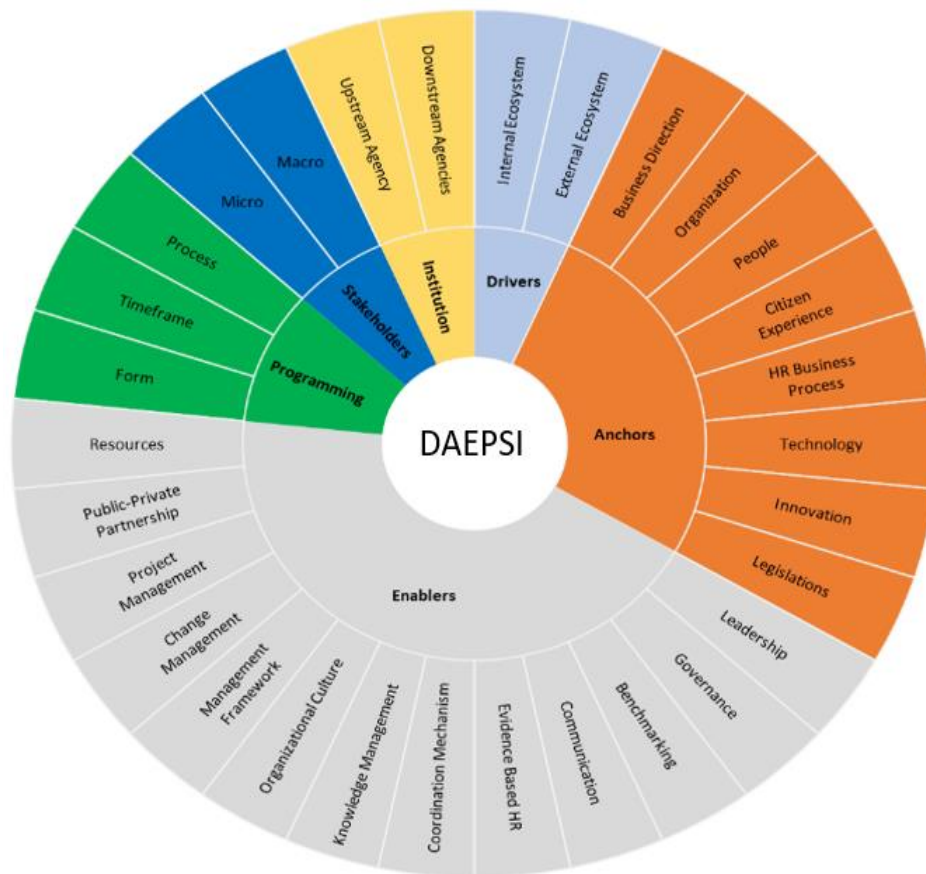 DAEPSI
Drivers
Internal Ecosystem
External Ecosystem
Anchors
Business Direction
Organization
People
Citizen
Experience
HR Business
Process
Technology
Innovation
Legislations
Enablers
Leadership
Governance
Benchmarking
Communication
Evidence Based HR
Coordination Mechanism
Knowledge Management
Organizational Culture
Management
Framework
Change
Management
Project
Management
Public-Private
Partnership
Resources
Programming
Form
Timeframe
Process
Stakeholders
Micro
Macro
Institution
Upstream Agency
Downstream Agencies